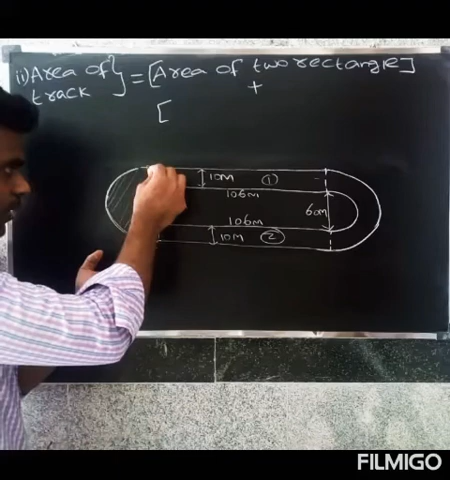 ii) Area of } = [Area of two rectangle]
track
+
[
10m ①
106m
60m
106m
10m ②
FILMIGO